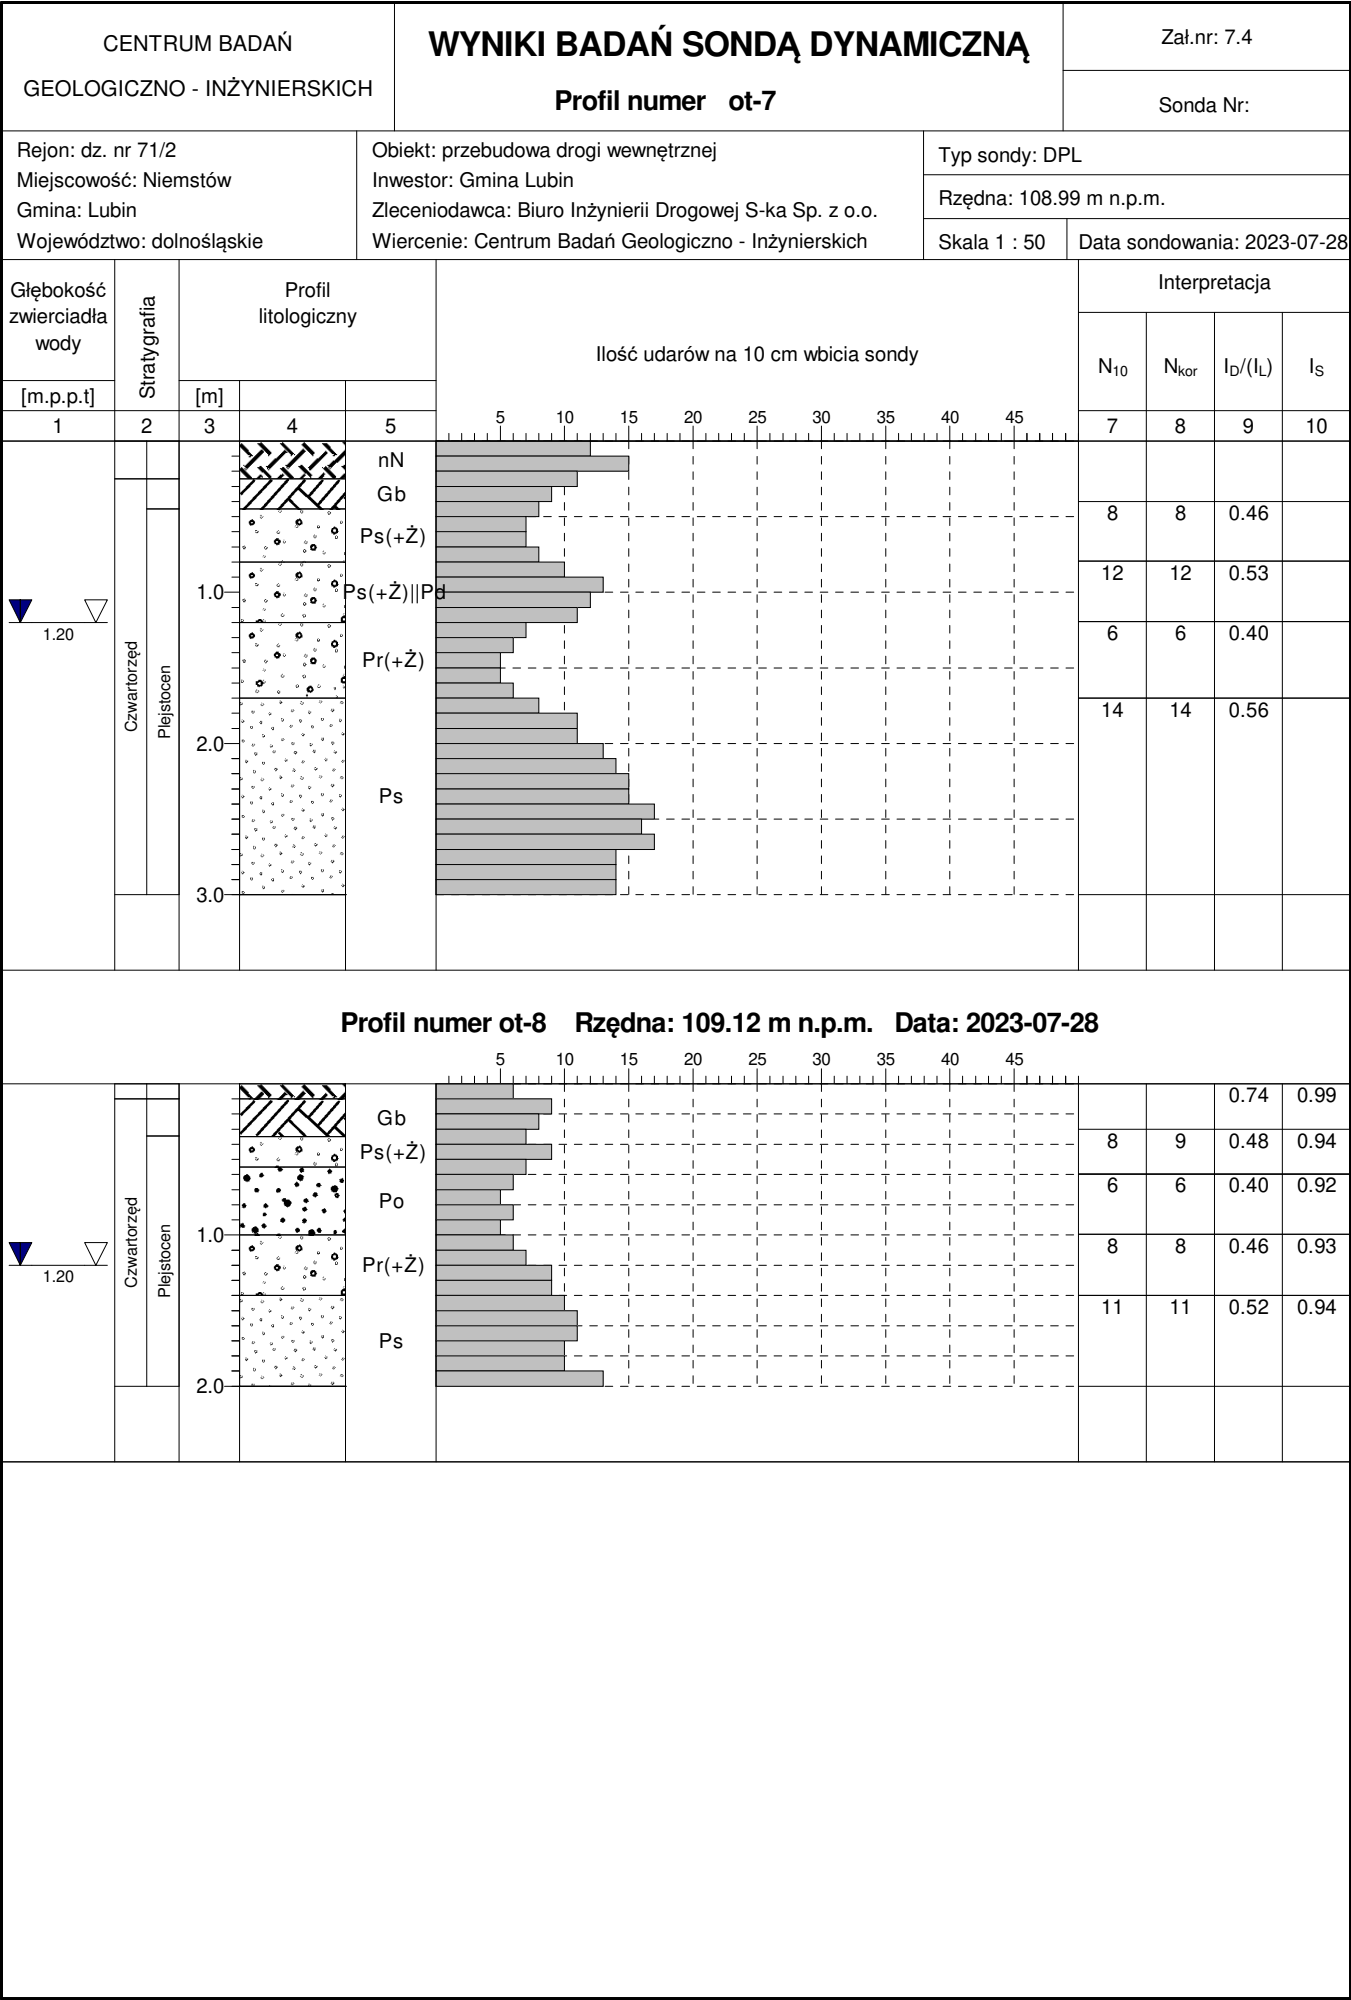 CENTRUM BADAŃ
GEOLOGICZNO - INŻYNIERSKICH
WYNIKI BADAŃ SONDĄ DYNAMICZNĄ
Profil numer ot-7
Zał.nr: 7.4
Sonda Nr:
Rejon: dz. nr 71/2
Miejscowość: Niemstów
Gmina: Lubin
Województwo: dolnośląskie
Obiekt: przebudowa drogi wewnętrznej
Inwestor: Gmina Lubin
Zleceniodawca: Biuro Inżynierii Drogowej S-ka Sp. z o.o.
Wiercenie: Centrum Badań Geologiczno - Inżynierskich
Typ sondy: DPL
Rzędna: 108.99 m n.p.m.
Skala 1 : 50 Data sondowania: 2023-07-28
Głębokość
zwierciadła
wody
[m.p.p.t]
Stratygrafia
Profil
litologiczny
[m]
Ilość udarów na 10 cm wbicia sondy
Interpretacja
N10 Nkor ID/(IL) IS
5 10 15 20 25 30 35 40 45
1 2 3 4 5 7 8 9 10
nN
Gb
8 8 0.46
Ps(+Ż)
12 12 0.53
1.0 Ps(+Ż)||Pd
6 6 0.40
1.20
Pr(+Ż)
Czwartorzęd
Plejstocen
14 14 0.56
2.0
Ps
3.0
Profil numer ot-8 Rzędna: 109.12 m n.p.m. Data: 2023-07-28
5 10 15 20 25 30 35 40 45
0.74 0.99
Gb
8 9 0.48 0.94
Ps(+Ż)
6 6 0.40 0.92
Po
1.0
8 8 0.46 0.93
Pr(+Ż)
1.20
Czwartorzęd
Plejstocen
11 11 0.52 0.94
Ps
2.0